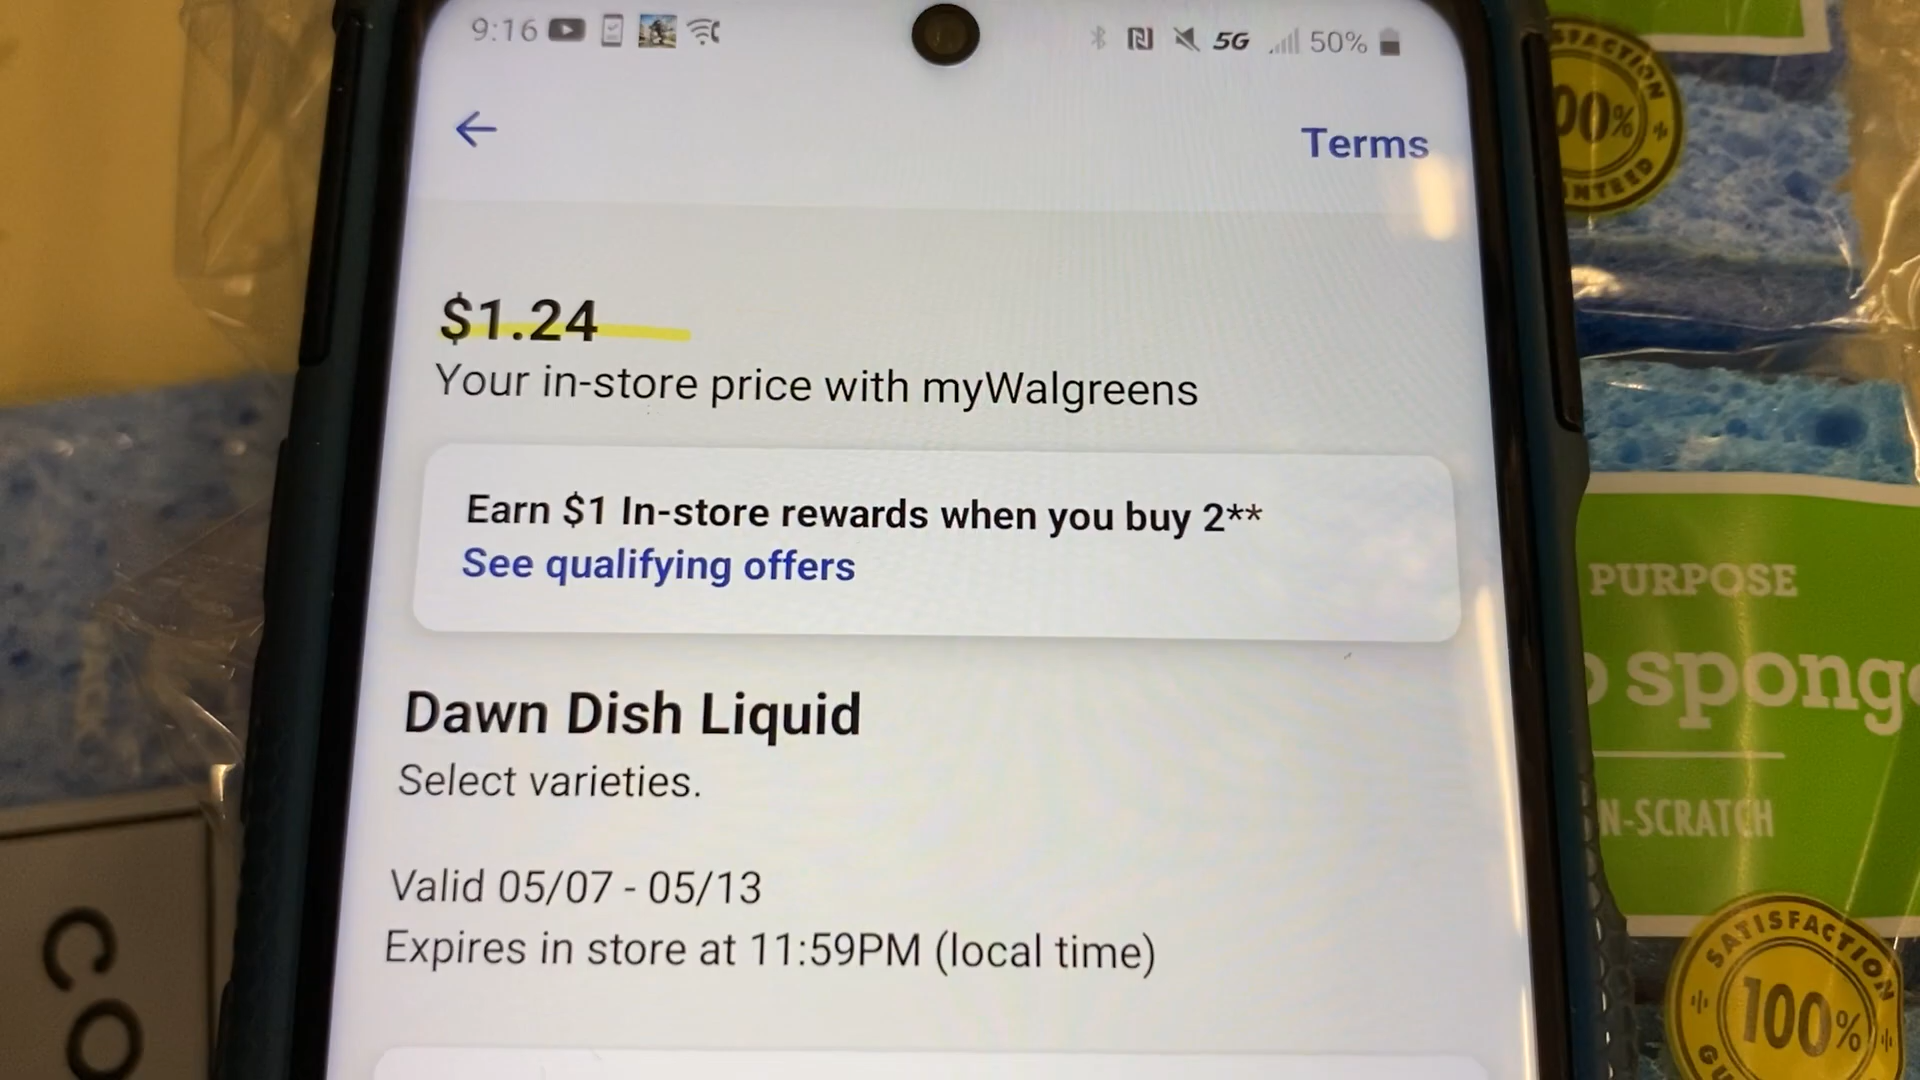 9:16
5G
50%
Terms
$1.24
Your in-store price with myWalgreens
Earn $1 In-store rewards when you buy 2**
See qualifying offers
Dawn Dish Liquid
Select varieties.
Valid 05/07 - 05/13
Expires in store at 11:59PM (local time)
PURPOSE
sponge
N-SCRATCH
SATISFACTION
100%
CO